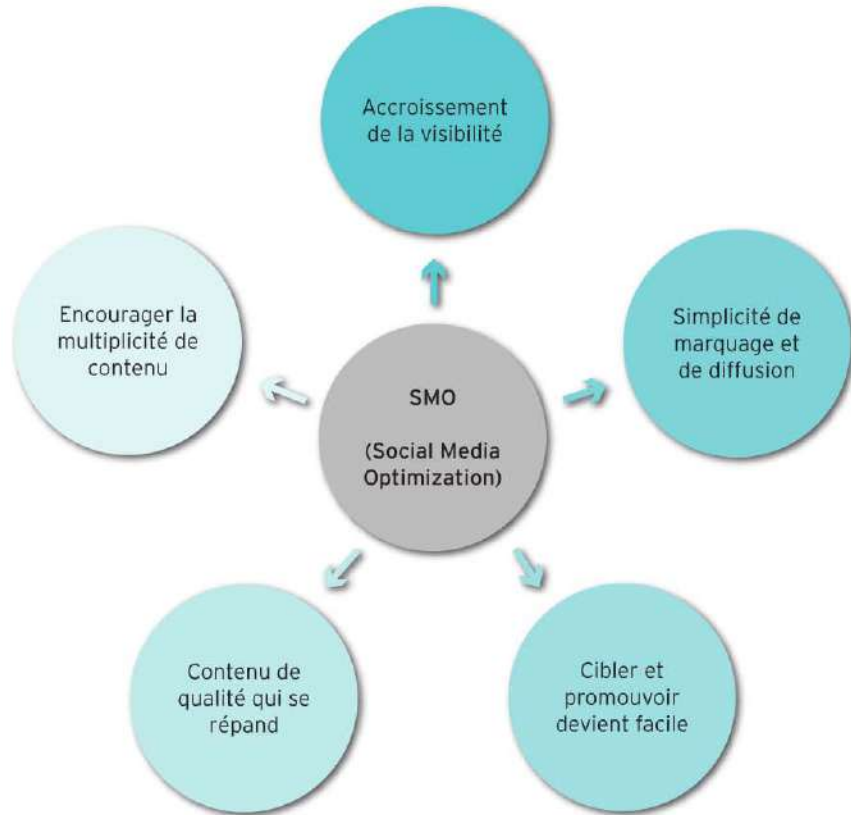 Accroissement
de la visibilité
Simplicité de
marquage et
de diffusion
Cibler et
promouvoir
devient facile
Contenu de
qualité qui se
répand
Encourager la
multiplicité de
contenu
SMO
(Social Media
Optimization)